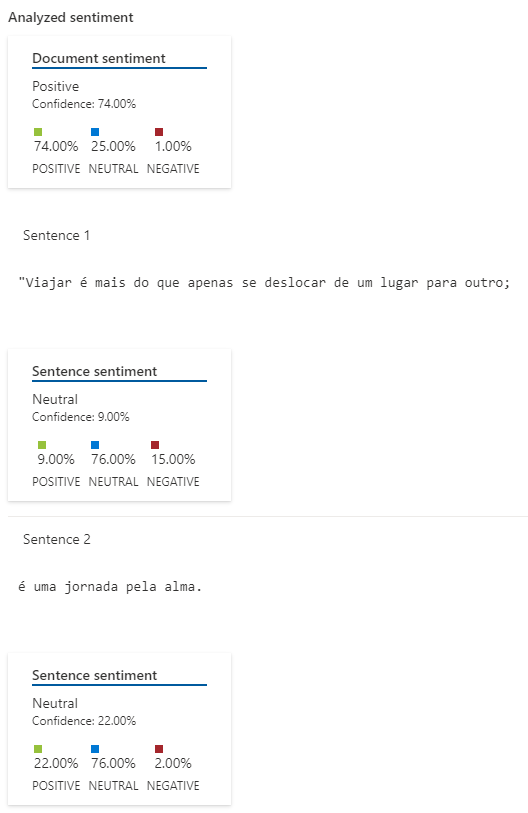 Analyzed sentiment
Document sentiment
Positive
Confidence: 74.00%
74.00% 25.00% 1.00%
POSITIVE NEUTRAL NEGATIVE
Sentence 1
"Viajar é mais do que apenas se deslocar de um lugar para outro;
Sentence sentiment
Neutral
Confidence: 9.00%
9.00% 76.00% 15.00%
POSITIVE NEUTRAL NEGATIVE
Sentence 2
é uma jornada pela alma.
Sentence sentiment
Neutral
Confidence: 22.00%
22.00% 76.00% 2.00%
POSITIVE NEUTRAL NEGATIVE